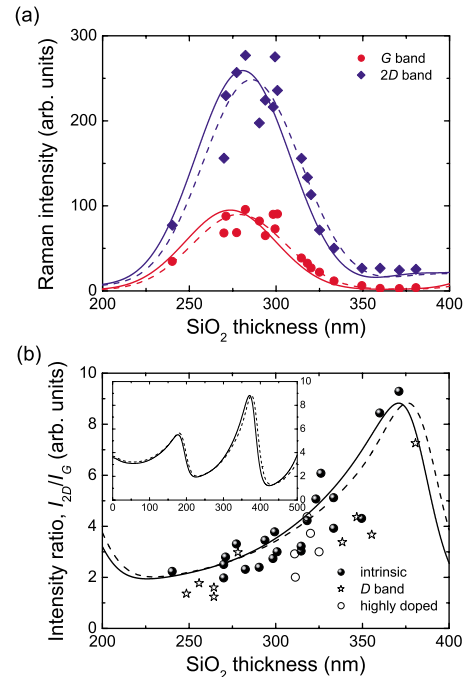 (a)
300
200
100
0
Raman intensity (arb. units)
G band
2D band
200 250 300 350 400
SiO2 thickness (nm)
(b)
10
8
6
4
2
0
Intensity ratio, I2D/IG (arb. units)
10
8
6
4
2
0
0 100 200 300 400 500
intrinsic
D band
highly doped
200 250 300 350 400
SiO2 thickness (nm)